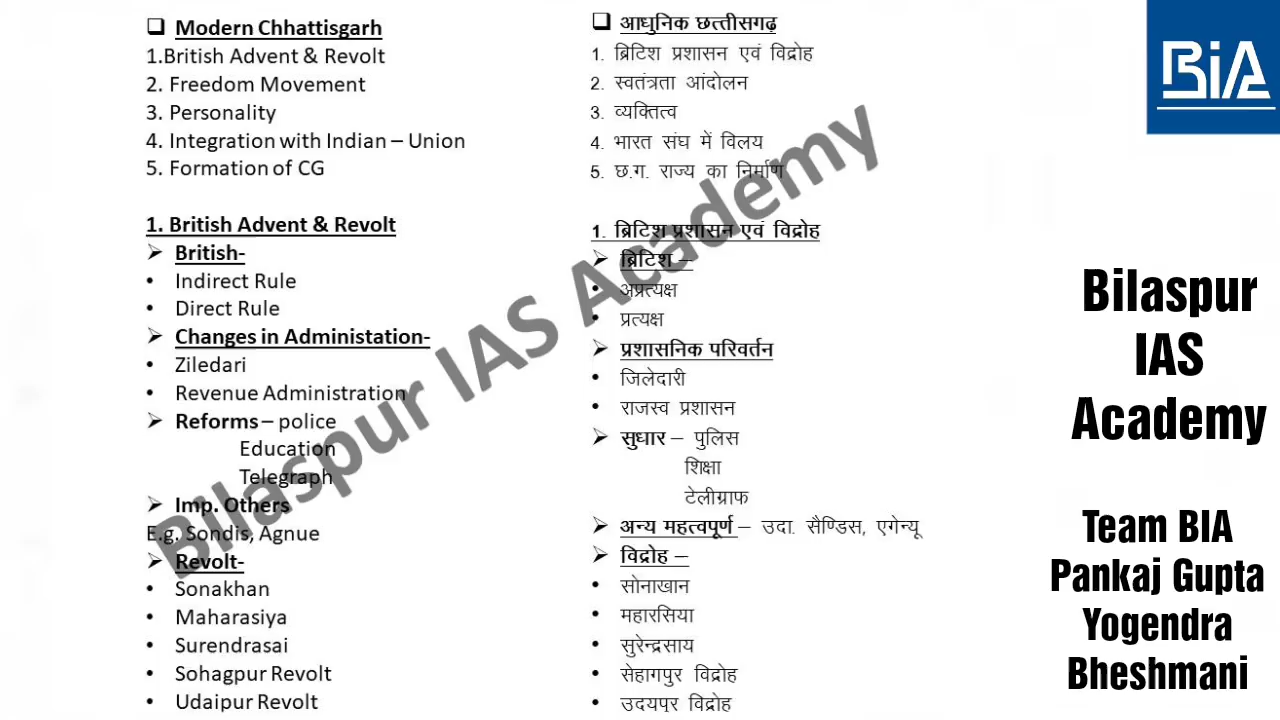 ❑ Modern Chhattisgarh
1.British Advent & Revolt
2. Freedom Movement
3. Personality
4. Integration with Indian – Union
5. Formation of CG
1. British Advent & Revolt
➢ British-
• Indirect Rule
• Direct Rule
➢ Changes in Administation-
• Ziledari
• Revenue Administration
➢ Reforms – police
Education
Telegraph
➢ Imp. Others
E.g. Sondis, Agnue
➢ Revolt-
• Sonakhan
• Maharasiya
• Surendrasai
• Sohagpur Revolt
• Udaipur Revolt
❑ आधुनिक छत्तीसगढ़
1. ब्रिटिश प्रशासन एवं विद्रोह
2. स्वतंत्रता आंदोलन
3. व्यक्तित्व
4. भारत संघ में विलय
5. छ.ग. राज्य का निर्माण
1. ब्रिटिश प्रशासन एवं विद्रोह
➢ ब्रिटिश –
• अप्रत्यक्ष
• प्रत्यक्ष
➢ प्रशासनिक परिवर्तन
• जिलेदारी
• राजस्व प्रशासन
➢ सुधार – पुलिस
शिक्षा
टेलीग्राफ
➢ अन्य महत्वपूर्ण – उदा. सैण्डिस, एगेन्यू
➢ विद्रोह –
• सोनाखान
• महारसिया
• सुरेन्द्रसाय
• सेहागपुर विद्रोह
• उदयपुर विद्रोह
Bilaspur IAS Academy
BiA
Bilaspur
IAS
Academy
Team BIA
Pankaj Gupta
Yogendra
Bheshmani